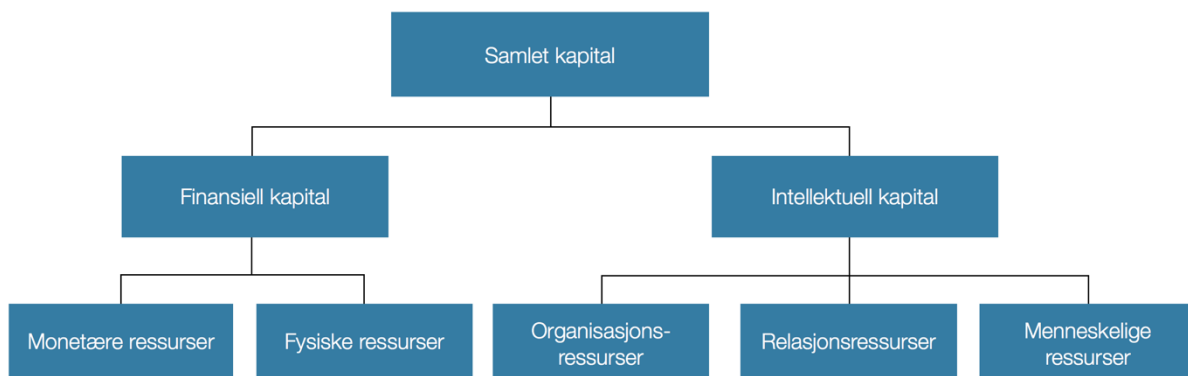 Samlet kapital
Finansiell kapital
Intellektuell kapital
Monetære ressurser
Fysiske ressurser
Organisasjons-
ressurser
Relasjonsressurser
Menneskelige
ressurser